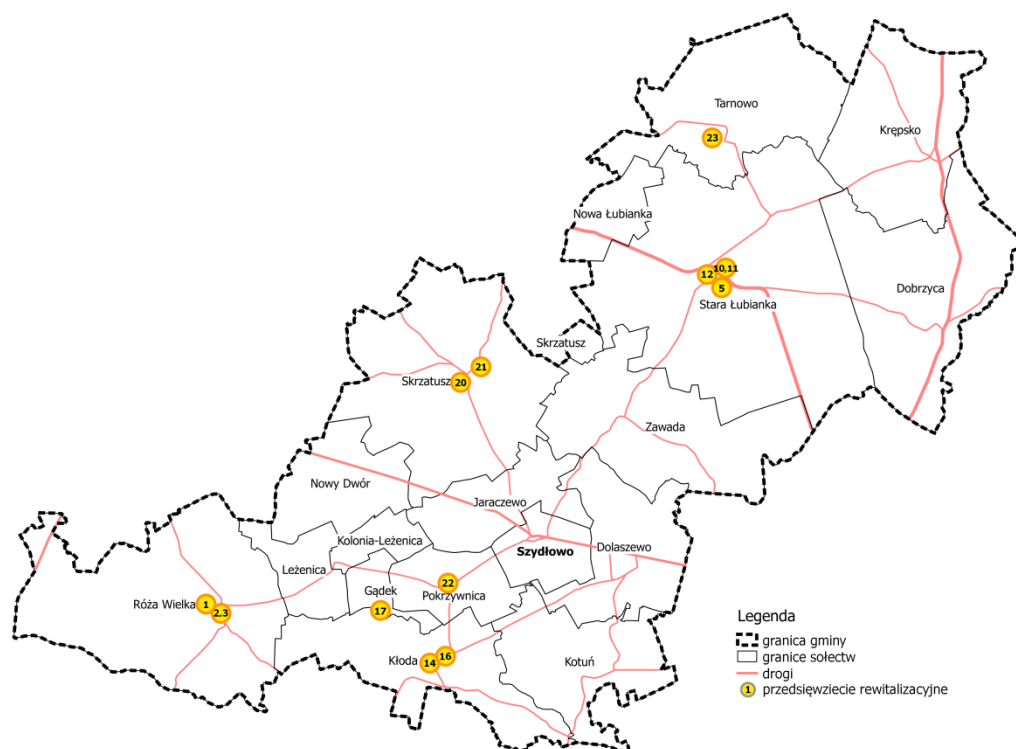 Tarnowo
Krępsko
23
Nowa Łubianka
12
10,11
5
Stara Łubianka
Dobrzyca
Skrzatusz
21
Skrzatusz
20
Zawada
Nowy Dwór
Jaraczewo
Kolonia-Leżenica
Szydłowo
Dolaszewo
Leżenica
Gądek
22
Pokrzywnica
Róża Wielka
1
2,3
17
Kłoda
14
16
Kotuń
Legenda
granica gminy
granice sołectw
drogi
1 przedsięwziecie rewitalizacyjne